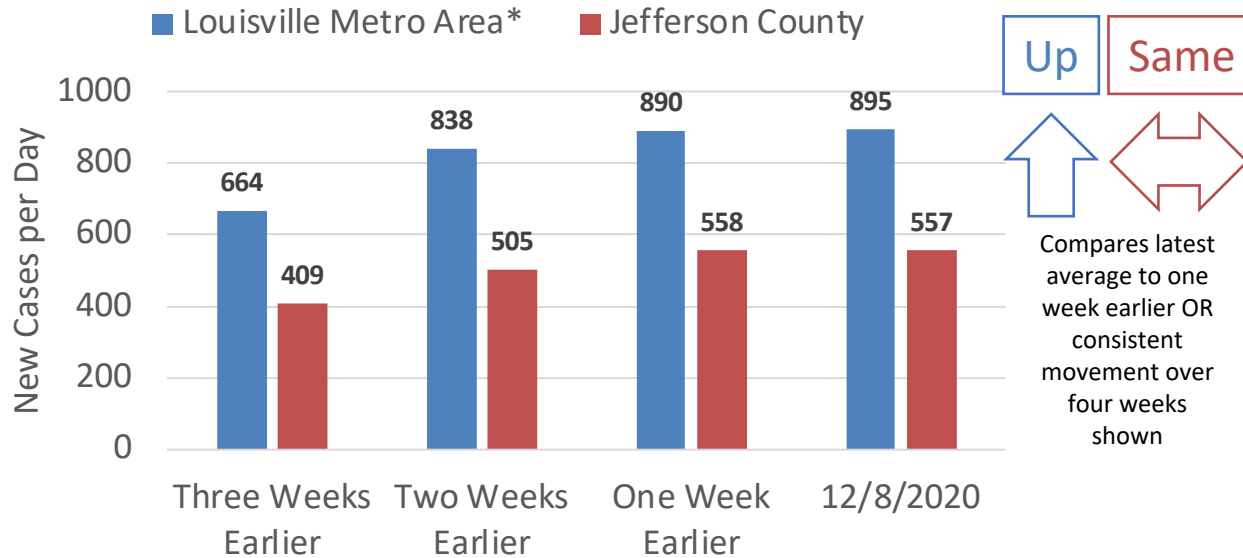 Louisville Metro Area* Jefferson County
Up Same
New Cases per Day
1000
800
600
400
200
0
664
409
838
505
890
558
895
557
Three Weeks
Earlier
Two Weeks
Earlier
One Week
Earlier
12/8/2020
Compares latest
average to one
week earlier OR
consistent
movement over
four weeks
shown